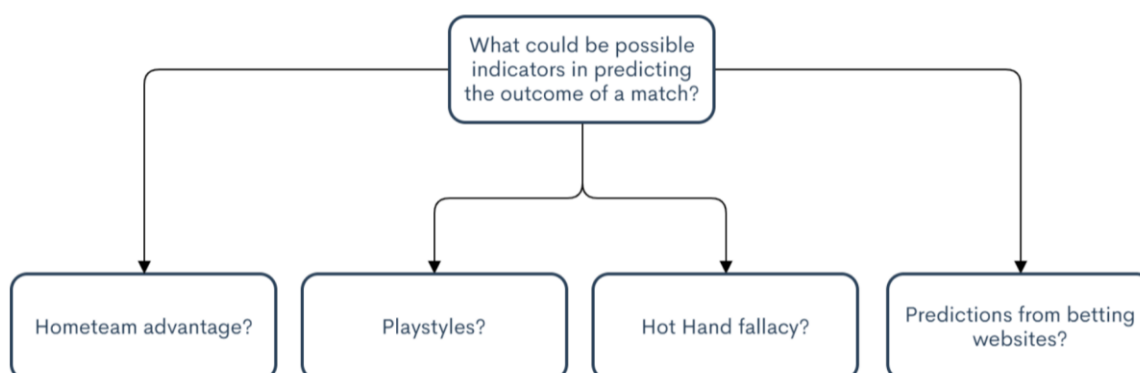 What could be possible
indicators in predicting
the outcome of a match?
Hometeam advantage?
Playstyles?
Hot Hand fallacy?
Predictions from betting
websites?